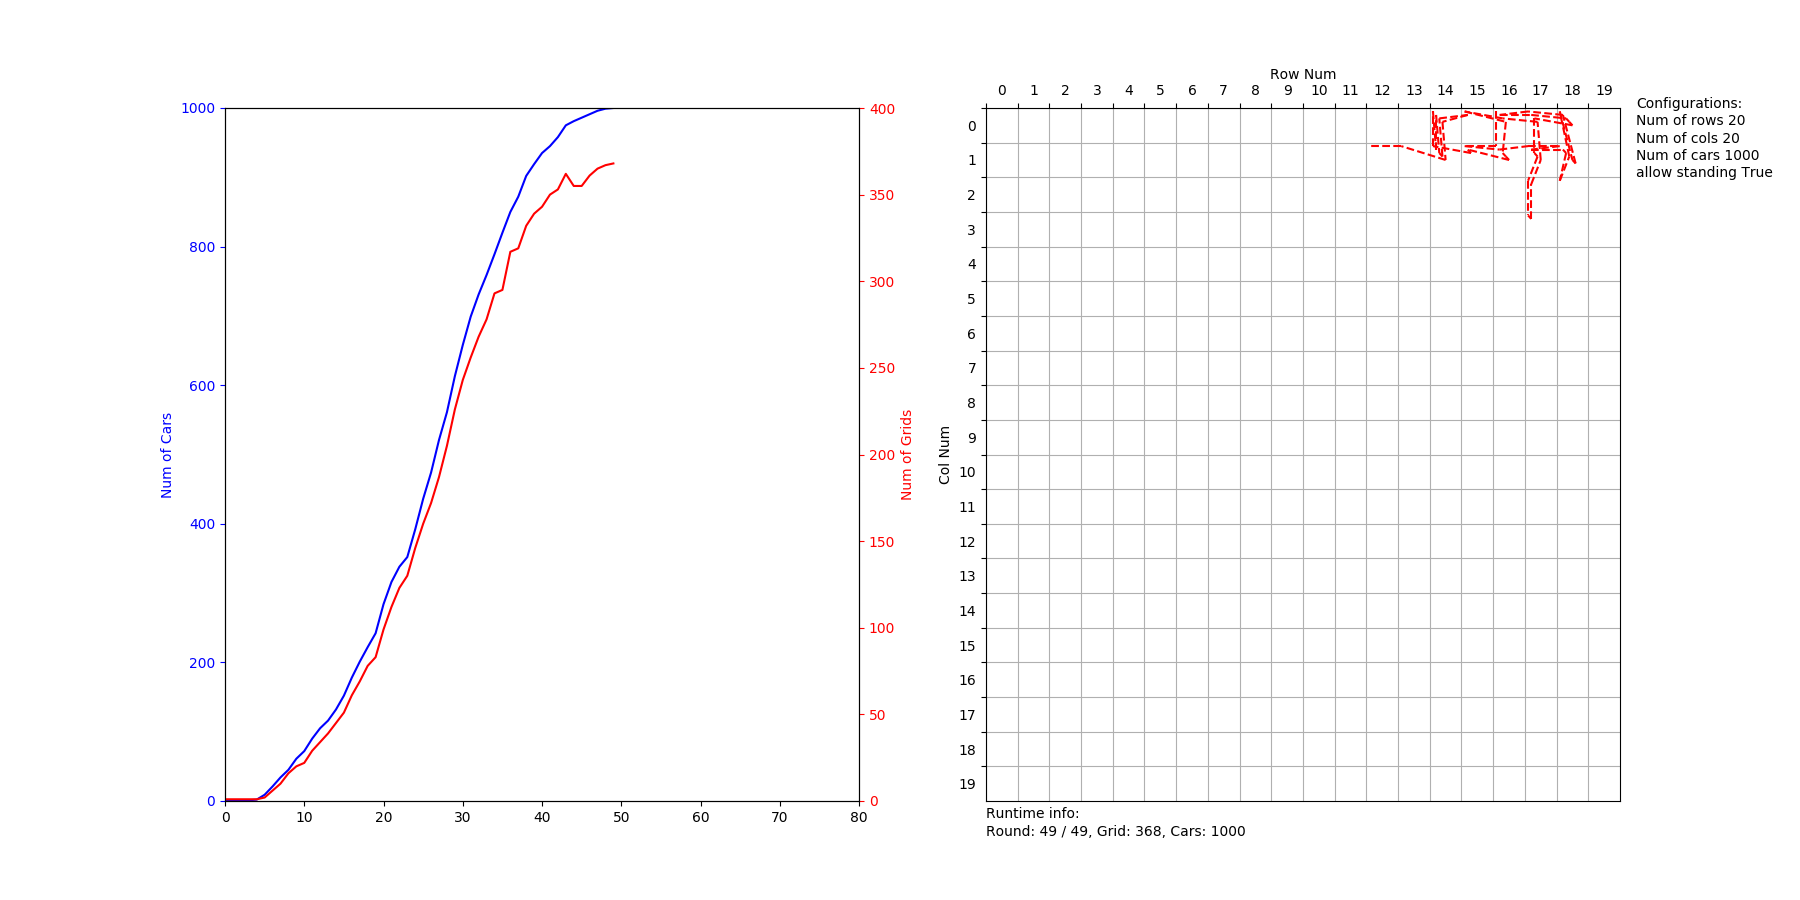 1000
800
600
400
200
0
Num of Cars
0 10 20 30 40 50 60 70 80
400
350
300
250
200
150
100
50
0
Num of Grids
Row Num
0 1 2 3 4 5 6 7 8 9 10 11 12 13 14 15 16 17 18 19
Col Num
0
1
2
3
4
5
6
7
8
9
10
11
12
13
14
15
16
17
18
19
Configurations:
Num of rows 20
Num of cols 20
Num of cars 1000
allow standing True
Runtime info:
Round: 49 / 49, Grid: 368, Cars: 1000